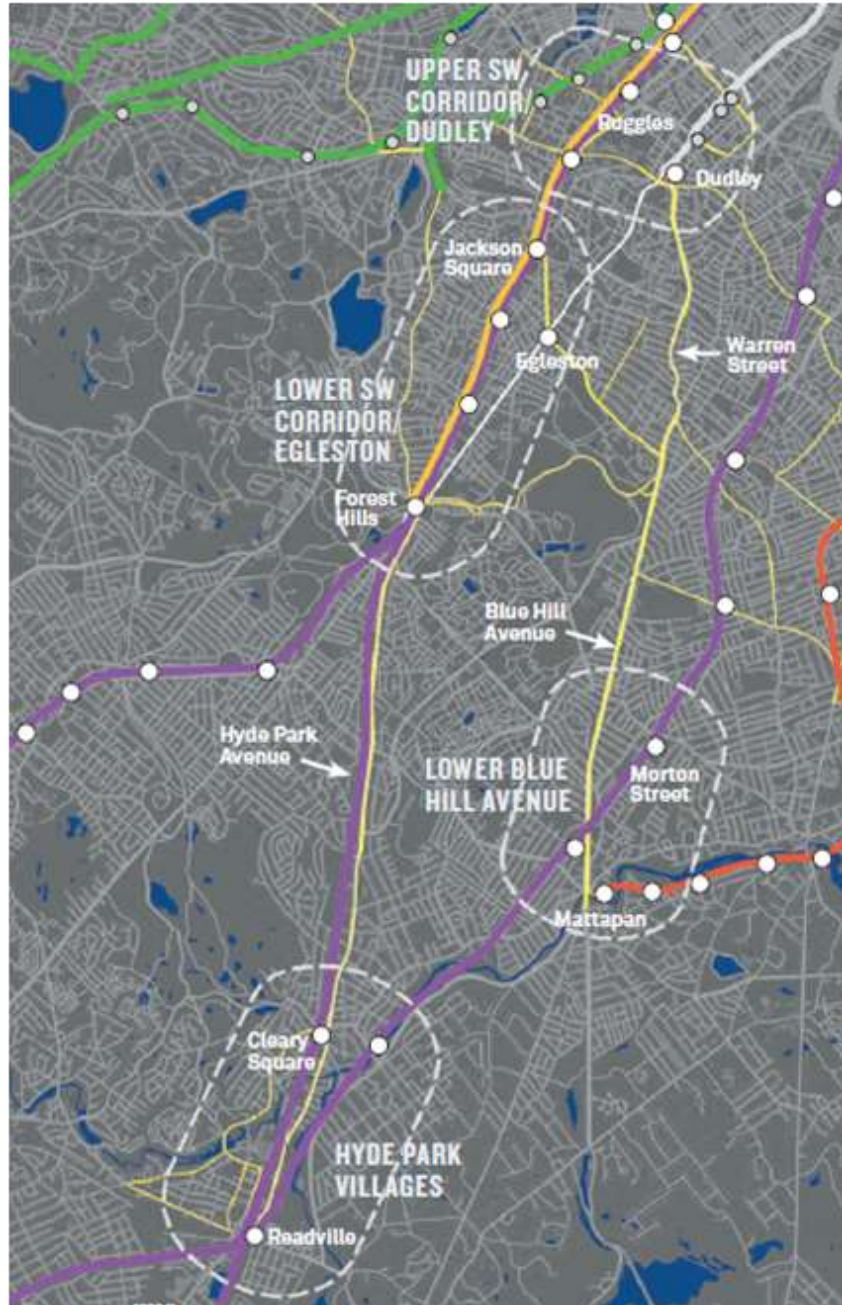 UPPER SW
CORRIDOR/
DUDLEY
Ruggles
Dudley
Jackson
Square
Egleston
Warren
Street
LOWER SW
CORRIDOR/
EGLESTON
Forest
Hills
Blue Hill
Avenue
Hyde Park
Avenue
LOWER BLUE
HILL AVENUE
Morton
Street
Mattapan
Cleary
Square
HYDE PARK
VILLAGES
Readville